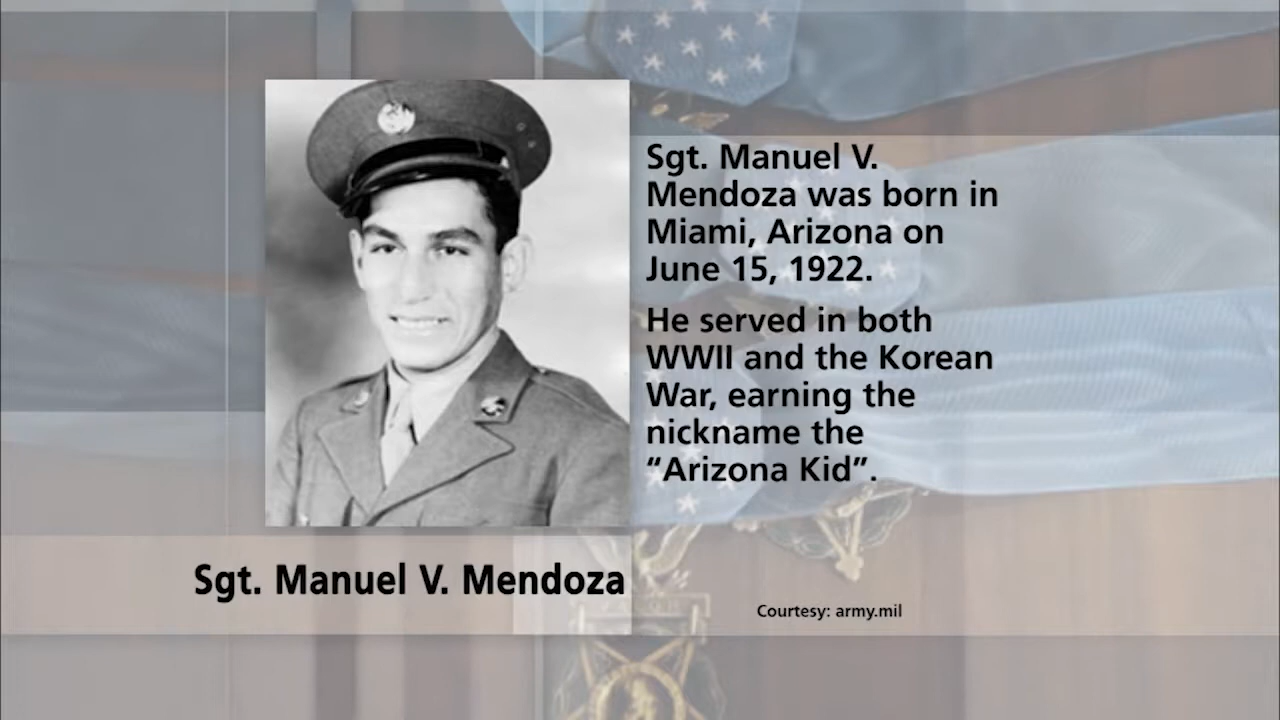 Sgt. Manuel V.
Mendoza was born in
Miami, Arizona on
June 15, 1922.
He served in both
WWII and the Korean
War, earning the
nickname the
“Arizona Kid”.
Sgt. Manuel V. Mendoza
Courtesy: army.mil